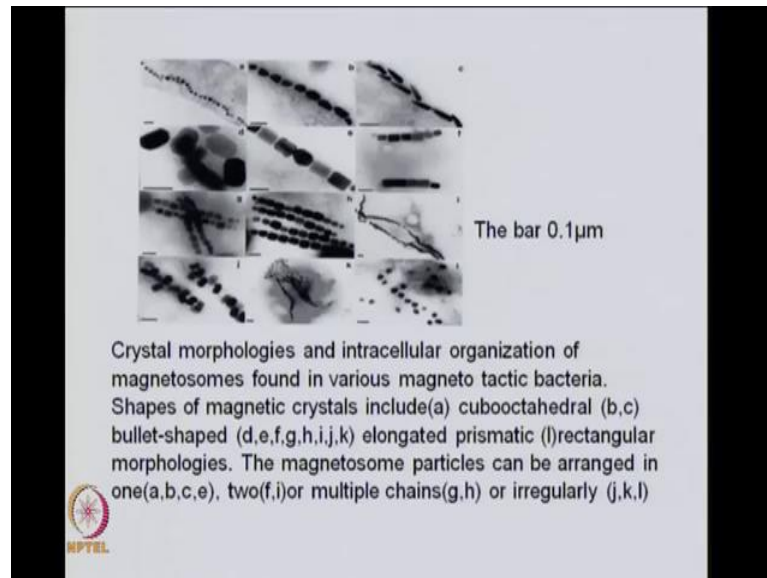 a b c
d e f
g h i
j k l
The bar 0.1µm
Crystal morphologies and intracellular organization of
magnetosomes found in various magneto tactic bacteria.
Shapes of magnetic crystals include(a) cubooctahedral (b,c)
bullet-shaped (d,e,f,g,h,i,j,k) elongated prismatic (l)rectangular
morphologies. The magnetosome particles can be arranged in
one(a,b,c,e), two(f,i)or multiple chains(g,h) or irregularly (j,k,l)
NPTEL